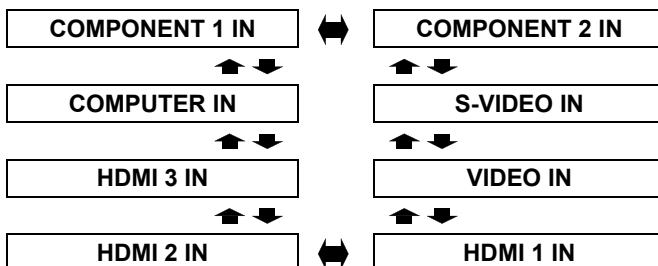 COMPONENT 1 IN
COMPONENT 2 IN
COMPUTER IN
S-VIDEO IN
HDMI 3 IN
VIDEO IN
HDMI 2 IN
HDMI 1 IN